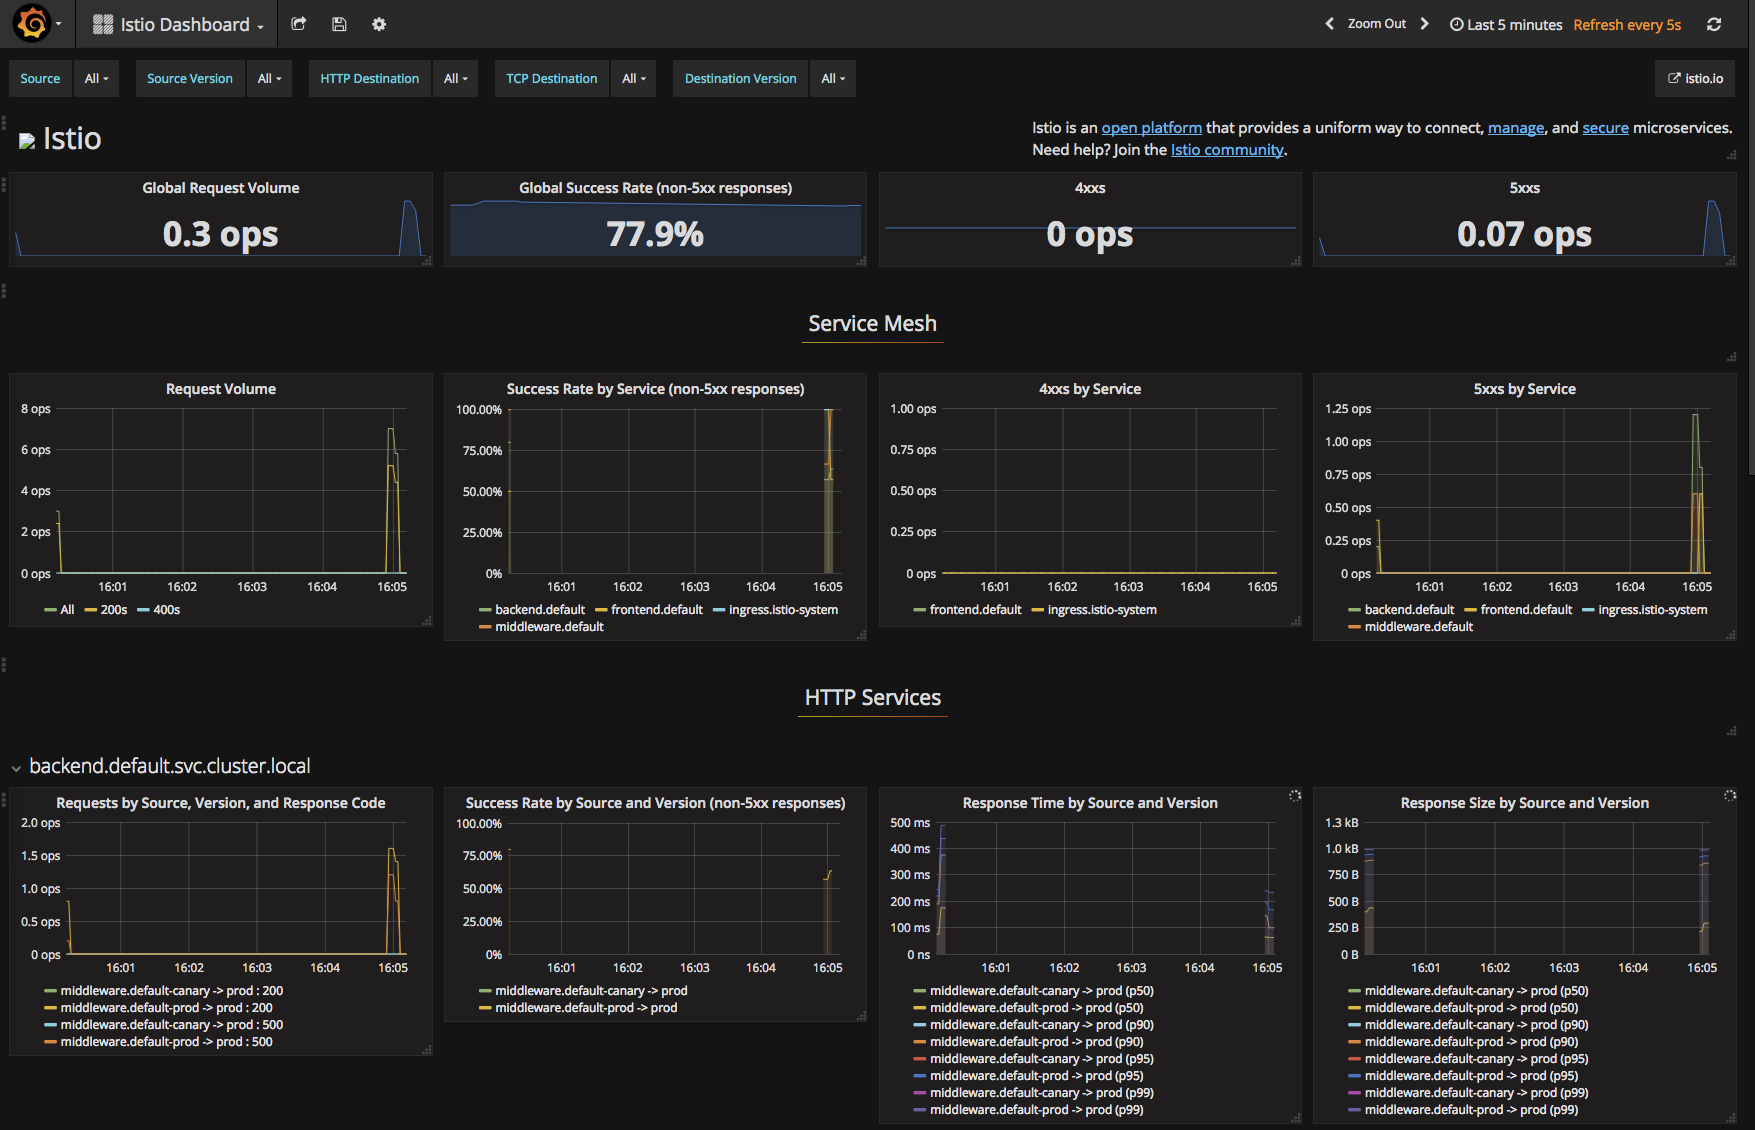 Istio Dashboard
Zoom Out
Last 5 minutes
Refresh every 5s
Source All
Source Version All
HTTP Destination All
TCP Destination All
Destination Version All
istio.io
Istio
Istio is an open platform that provides a uniform way to connect, manage, and secure microservices.
Need help? Join the Istio community.
Global Request Volume
0.3 ops
Global Success Rate (non-5xx responses)
77.9%
4xxs
0 ops
5xxs
0.07 ops
Service Mesh
Request Volume
8 ops
6 ops
4 ops
2 ops
0 ops
16:01 16:02 16:03 16:04 16:05
All 200s 400s
Success Rate by Service (non-5xx responses)
100.00%
75.00%
50.00%
25.00%
0%
16:01 16:02 16:03 16:04 16:05
backend.default frontend.default ingress.istio-system
middleware.default
4xxs by Service
1.00 ops
0.75 ops
0.50 ops
0.25 ops
0 ops
16:01 16:02 16:03 16:04 16:05
frontend.default ingress.istio-system
5xxs by Service
1.25 ops
1.00 ops
0.75 ops
0.50 ops
0.25 ops
0 ops
16:01 16:02 16:03 16:04 16:05
backend.default frontend.default ingress.istio-system
middleware.default
HTTP Services
backend.default.svc.cluster.local
Requests by Source, Version, and Response Code
2.0 ops
1.5 ops
1.0 ops
0.5 ops
0 ops
16:01 16:02 16:03 16:04 16:05
middleware.default-canary -> prod : 200
middleware.default-prod -> prod : 200
middleware.default-canary -> prod : 500
middleware.default-prod -> prod : 500
Success Rate by Source and Version (non-5xx responses)
100.00%
75.00%
50.00%
25.00%
0%
16:01 16:02 16:03 16:04 16:05
middleware.default-canary -> prod
middleware.default-prod -> prod
Response Time by Source and Version
500 ms
400 ms
300 ms
200 ms
100 ms
0 ns
16:01 16:02 16:03 16:04 16:05
middleware.default-canary -> prod (p50)
middleware.default-prod -> prod (p50)
middleware.default-canary -> prod (p90)
middleware.default-prod -> prod (p90)
middleware.default-canary -> prod (p95)
middleware.default-prod -> prod (p95)
middleware.default-canary -> prod (p99)
middleware.default-prod -> prod (p99)
Response Size by Source and Version
1.3 kB
1.0 kB
750 B
500 B
250 B
0 B
16:01 16:02 16:03 16:04 16:05
middleware.default-canary -> prod (p50)
middleware.default-prod -> prod (p50)
middleware.default-canary -> prod (p90)
middleware.default-prod -> prod (p90)
middleware.default-canary -> prod (p95)
middleware.default-prod -> prod (p95)
middleware.default-canary -> prod (p99)
middleware.default-prod -> prod (p99)